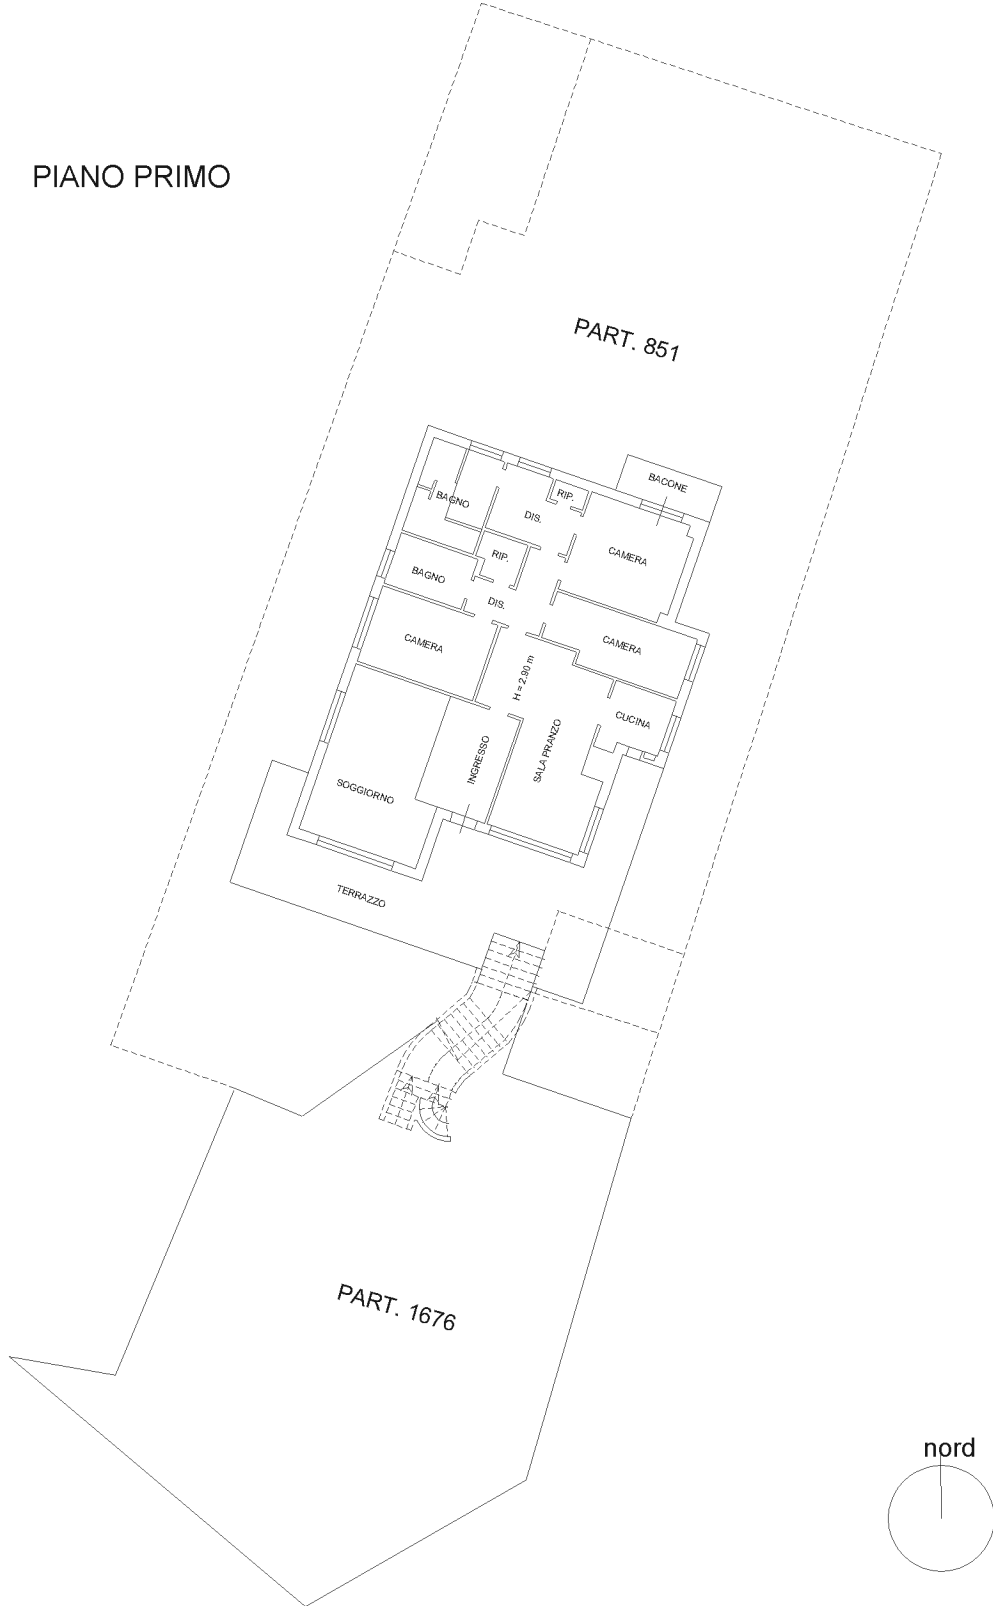 PIANO PRIMO
PART. 851
BACONE
RIP.
BAGNO
DIS.
CAMERA
RIP.
BAGNO
DIS.
CAMERA
CAMERA
H = 2.90 m
CUCINA
INGRESSO
SALA PRANZO
SOGGIORNO
TERRAZZO
PART. 1676
nord